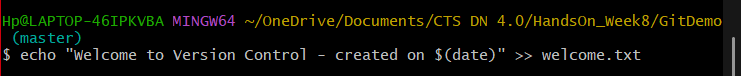 Hp@LAPTOP-46IPKVBA MINGW64 ~/OneDrive/Documents/CTS DN 4.0/HandsOn_Week8/GitDemo
(master)
$ echo "Welcome to Version Control - created on $(date)" >> welcome.txt